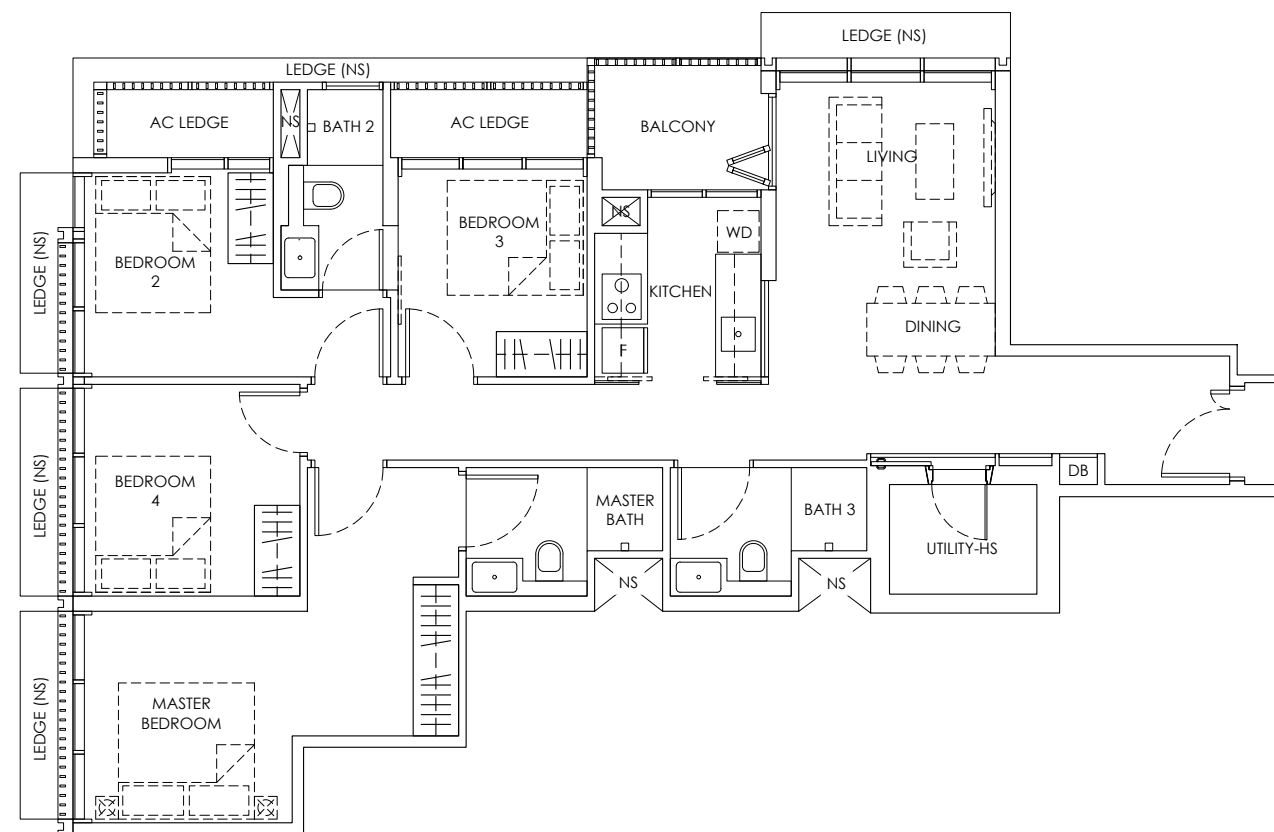 LEDGE (NS)
LEDGE (NS)
AC LEDGE
NS
BATH 2
AC LEDGE
BALCONY
LIVING
LEDGE (NS)
BEDROOM
2
BEDROOM
3
NS
WD
KITCHEN
F
DINING
LEDGE (NS)
BEDROOM
4
MASTER
BATH
BATH 3
DB
UTILITY-HS
NS
NS
LEDGE (NS)
MASTER
BEDROOM